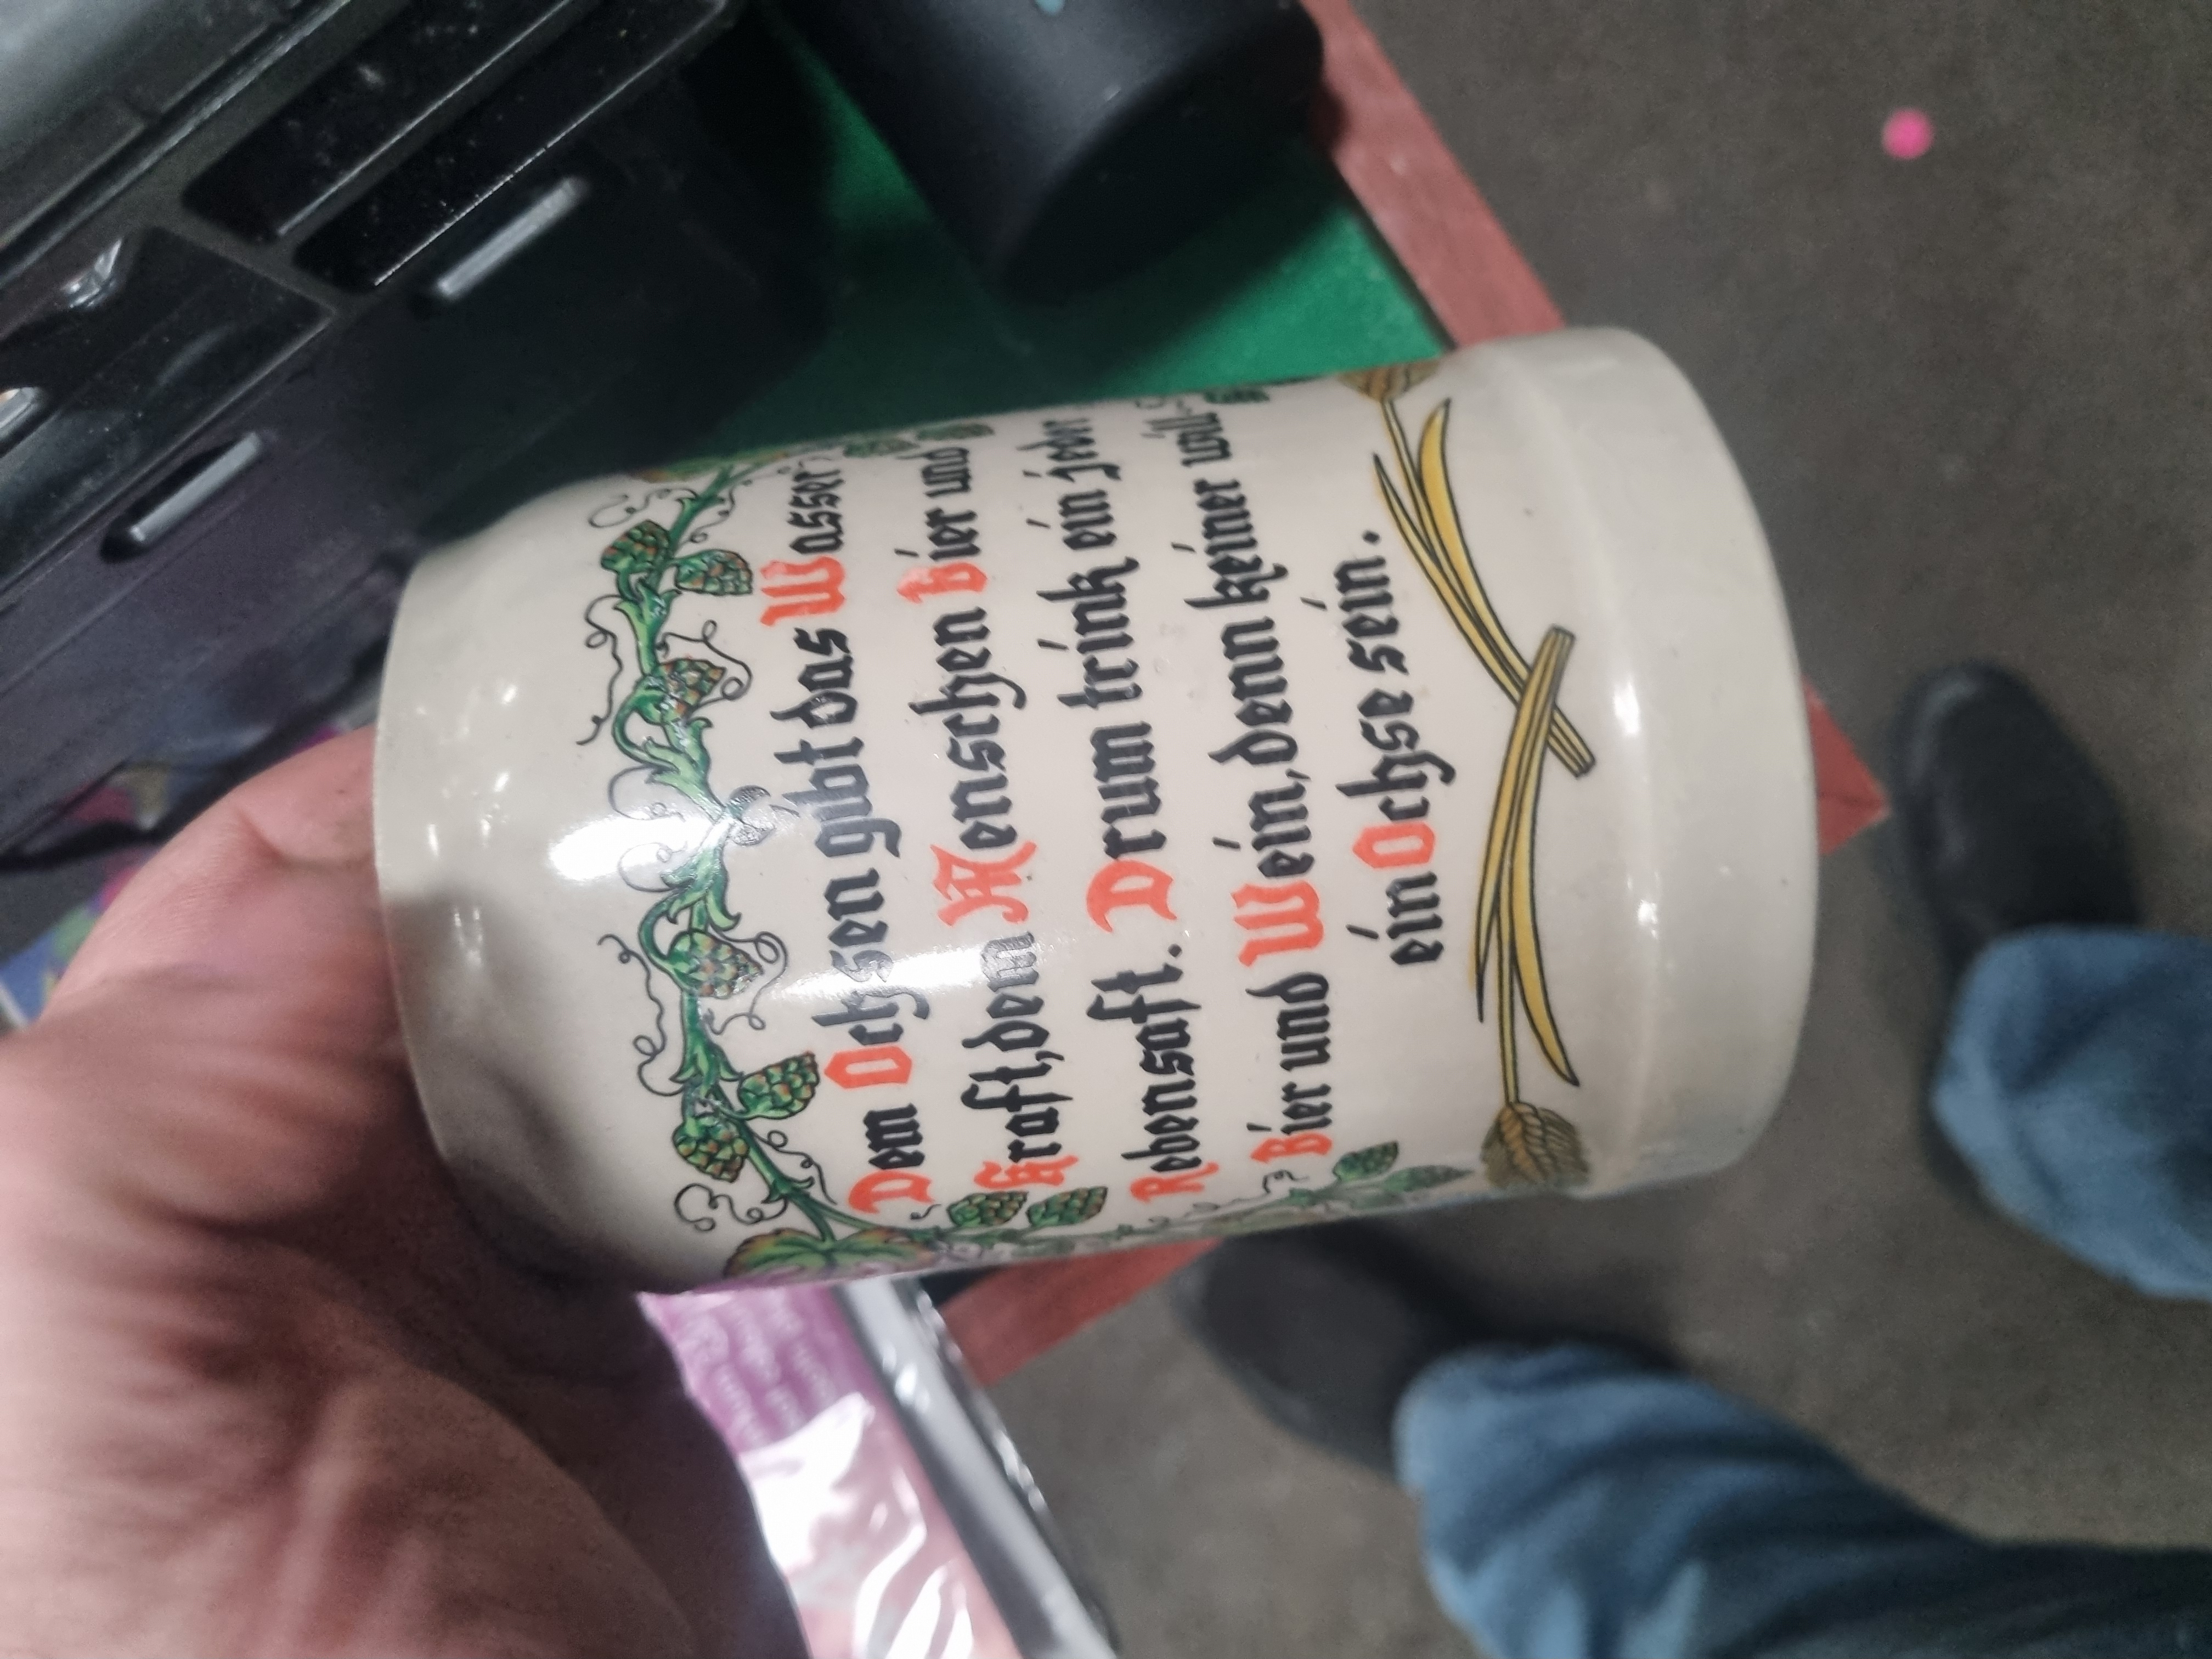 Dem Ochsen gibt das Wasser
Kraft, dem Menschen Bier und
Rebensaft. Drum trink ein jeder
Bier und Wein, denn keiner will
ein Ochse sein.